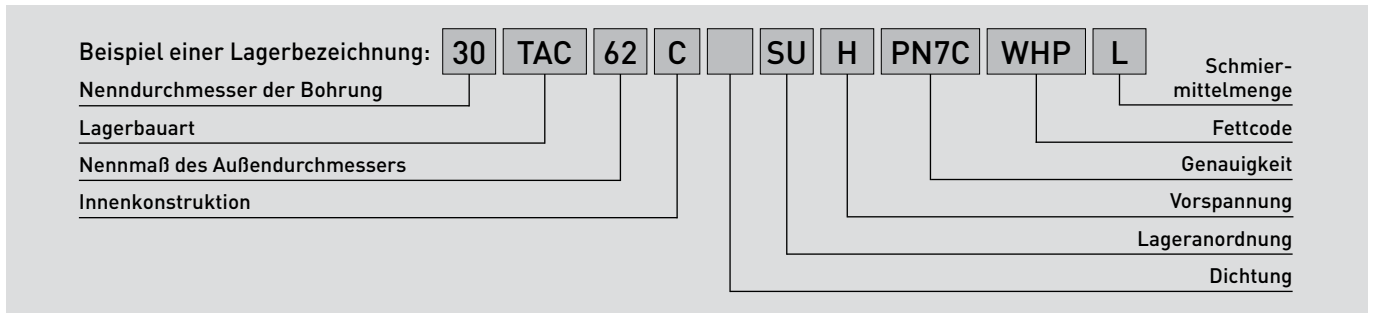 Beispiel einer Lagerbezeichnung: 30 TAC 62 C SU H PN7C WHP L
Nenndurchmesser der Bohrung
Lagerbauart
Nennmaß des Außendurchmessers
Innenkonstruktion
Schmier-
mittelmenge
Fettcode
Genauigkeit
Vorspannung
Lageranordnung
Dichtung